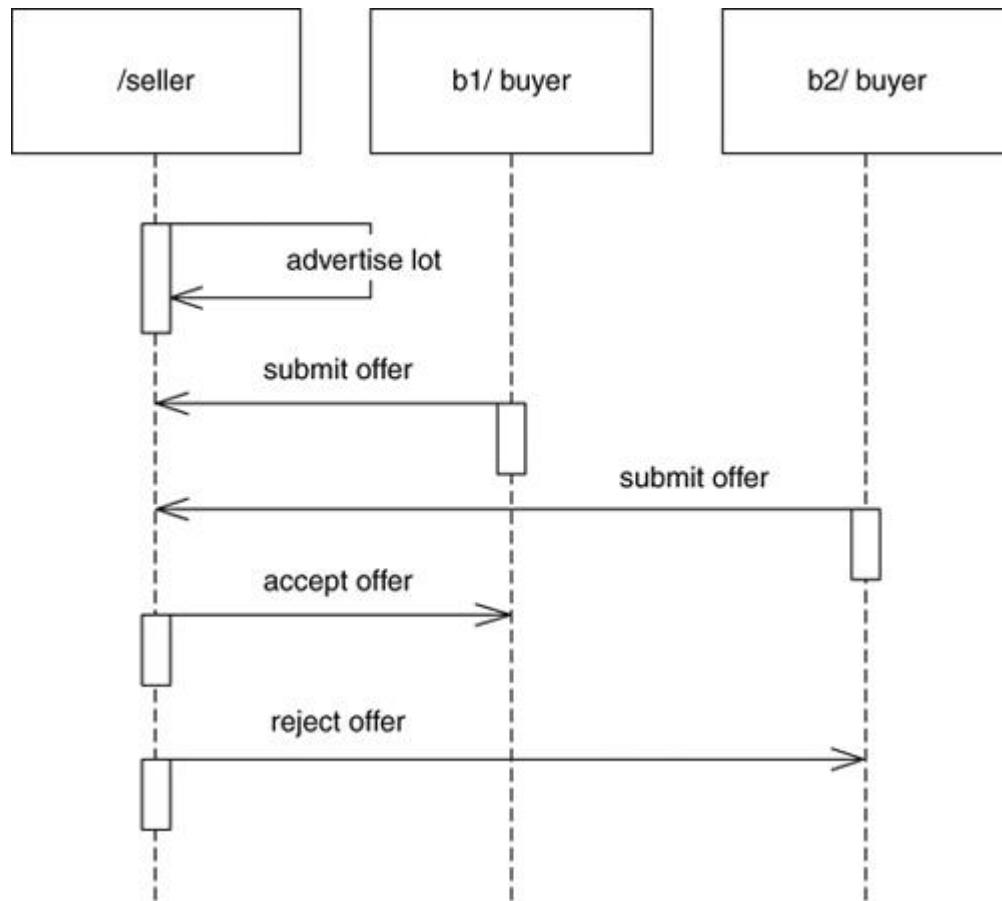 /seller
b1/ buyer
b2/ buyer
advertise lot
submit offer
submit offer
accept offer
reject offer